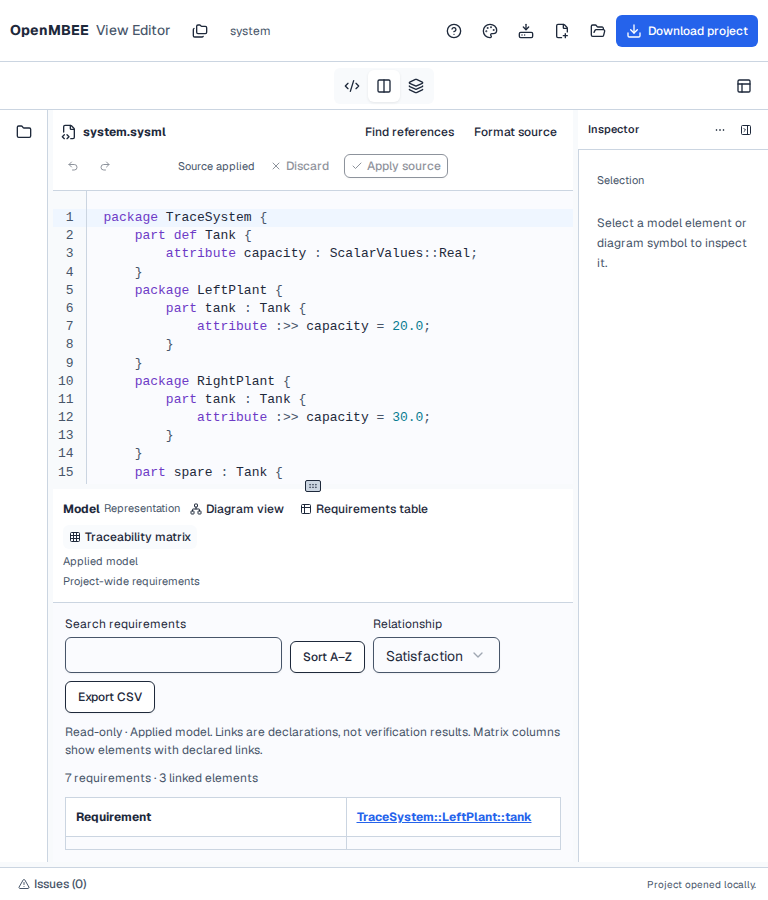 OpenMBEE View Editor system Download project
system.sysml Find references Format source
Source applied Discard Apply source
1 package TraceSystem {
2 part def Tank {
3 attribute capacity : ScalarValues::Real;
4 }
5 package LeftPlant {
6 part tank : Tank {
7 attribute :>> capacity = 20.0;
8 }
9 }
10 package RightPlant {
11 part tank : Tank {
12 attribute :>> capacity = 30.0;
13 }
14 }
15 part spare : Tank {
Inspector
Selection
Select a model element or
diagram symbol to inspect
it.
Model Representation Diagram view Requirements table
Traceability matrix
Applied model
Project-wide requirements
Search requirements Relationship
Sort A–Z Satisfaction
Export CSV
Read-only · Applied model. Links are declarations, not verification results. Matrix columns
show elements with declared links.
7 requirements · 3 linked elements
Requirement TraceSystem::LeftPlant::tank
Issues (0) Project opened locally.